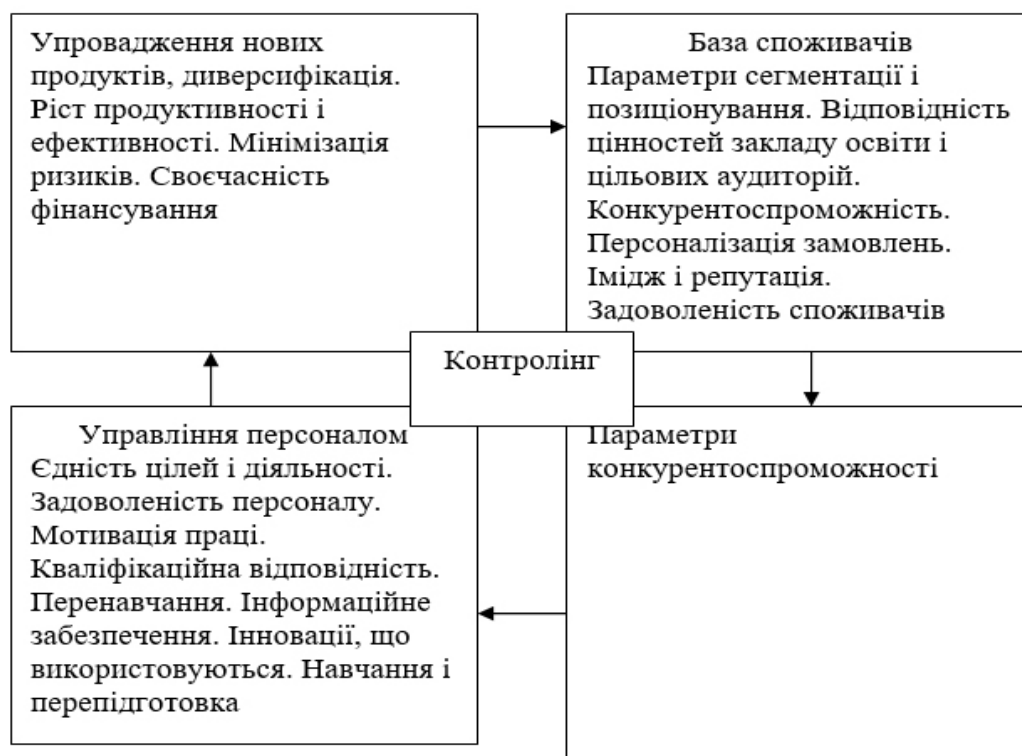 Упровадження нових
продуктів, диверсифікація.
Ріст продуктивності і
ефективності. Мінімізація
ризиків. Своєчасність
фінансування
База споживачів
Параметри сегментації і
позиціонування. Відповідність
цінностей закладу освіти і
цільових аудиторій.
Конкурентоспроможність.
Персоналізація замовлень.
Імідж і репутація.
Задоволеність споживачів
Контролінг
Управління персоналом
Єдність цілей і діяльності.
Задоволеність персоналу.
Мотивація праці.
Кваліфікаційна відповідність.
Перенавчання. Інформаційне
забезпечення. Інновації, що
використовуються. Навчання і
перепідготовка
Параметри
конкурентоспроможності